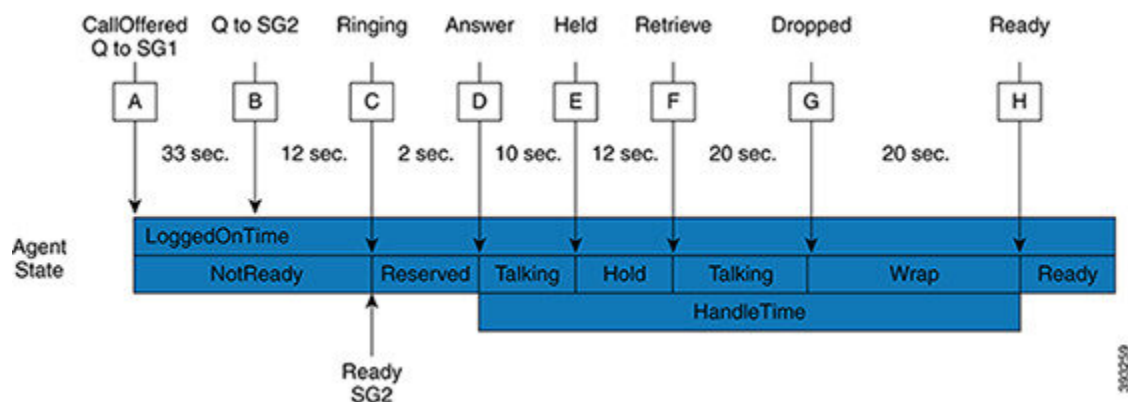 CallOffered Q to SG2 Ringing Answer Held Retrieve Dropped Ready
Q to SG1
A B C D E F G H
33 sec. 12 sec. 2 sec. 10 sec. 12 sec. 20 sec. 20 sec.
Agent
State
LoggedOnTime
NotReady Reserved Talking Hold Talking Wrap Ready
HandleTime
Ready
SG2
393259